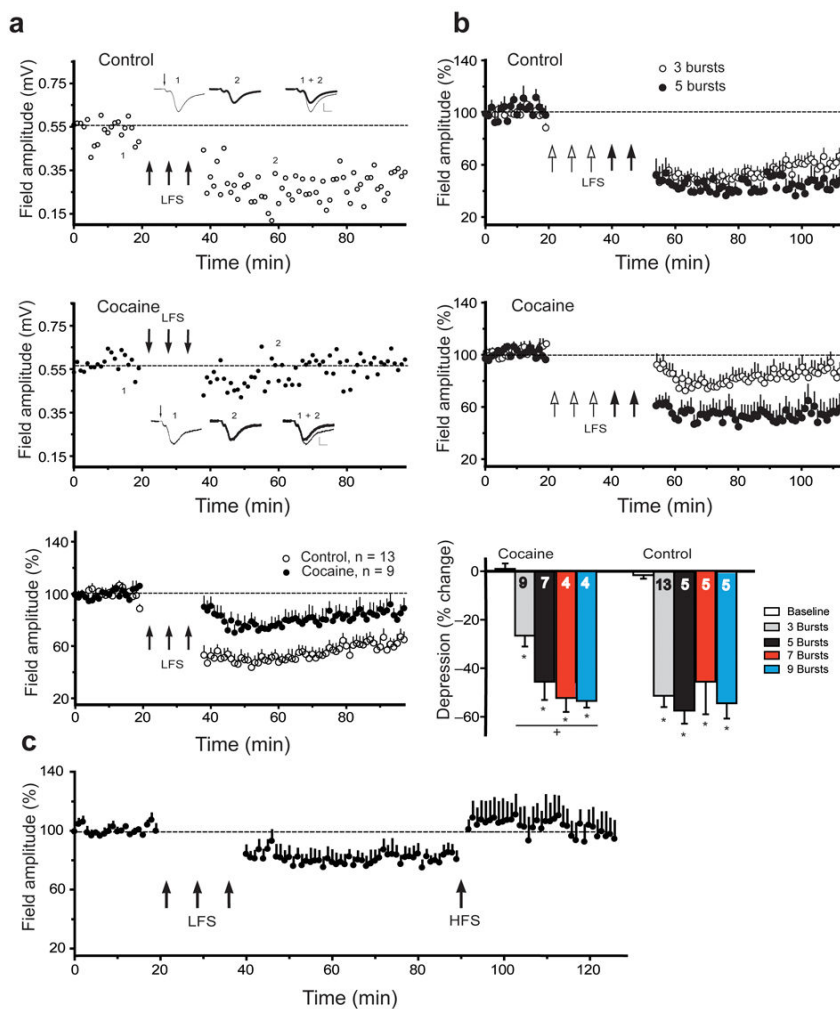 a
Control
Field amplitude (mV)
0.75
0.55
0.35
0.15
1
2
1 + 2
1
2
LFS
0
20
40
60
80
Time (min)
Cocaine
LFS
Field amplitude (mV)
0.75
0.55
0.35
0.15
1
2
1
2
1 + 2
0
20
40
60
80
Time (min)
Field amplitude (%)
140
100
60
20
Control, n = 13
Cocaine, n = 9
LFS
0
20
40
60
80
Time (min)
b
Control
Field amplitude (%)
140
100
60
20
3 bursts
5 bursts
LFS
0
20
40
60
80
100
Time (min)
Cocaine
Field amplitude (%)
140
100
60
20
LFS
0
20
40
60
80
100
Time (min)
Cocaine
Control
Depression (% change)
0
–20
–40
–60
9
7
4
4
13
5
5
5
*
*
*
*
+
*
*
*
*
Baseline
3 Bursts
5 Bursts
7 Bursts
9 Bursts
c
Field amplitude (%)
140
100
60
20
LFS
HFS
0
20
40
60
80
100
120
Time (min)